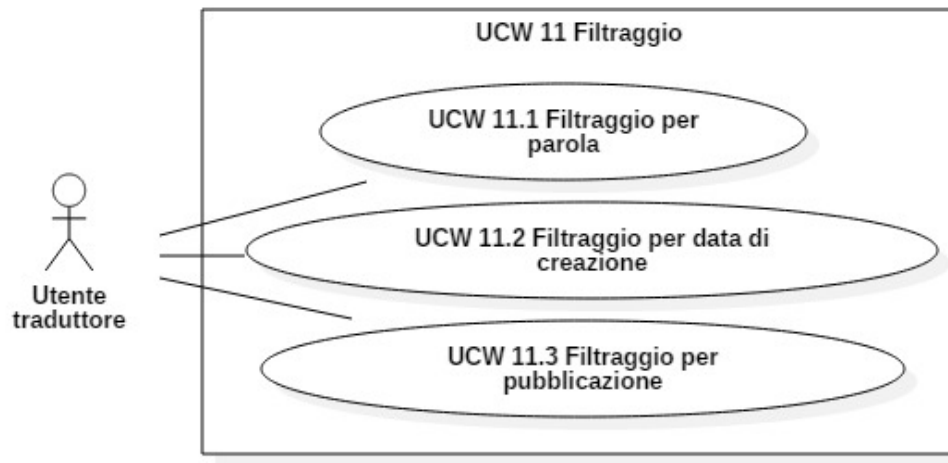 UCW 11 Filtraggio
UCW 11.1 Filtraggio per
parola
UCW 11.2 Filtraggio per data di
creazione
Utente
traduttore
UCW 11.3 Filtraggio per
pubblicazione